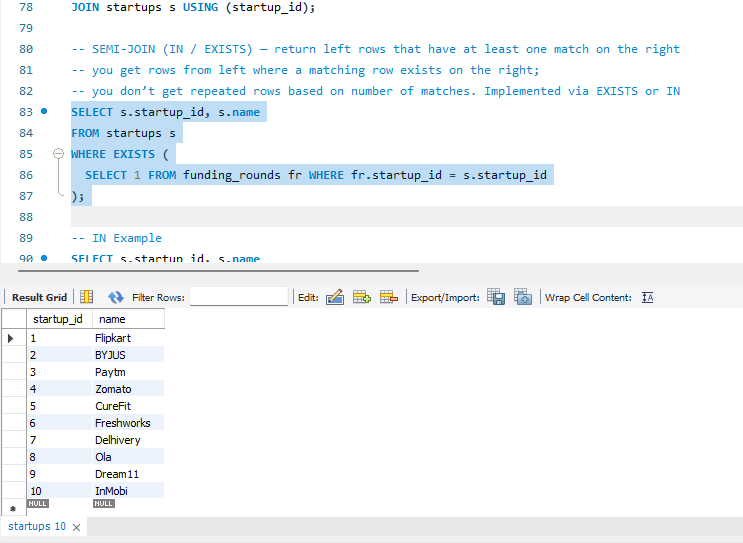 78 JOIN startups s USING (startup_id);
79
80 -- SEMI-JOIN (IN / EXISTS) — return left rows that have at least one match on the right
81 -- you get rows from left where a matching row exists on the right;
82 -- you don’t get repeated rows based on number of matches. Implemented via EXISTS or IN
83 SELECT s.startup_id, s.name
84 FROM startups s
85 WHERE EXISTS (
86 SELECT 1 FROM funding_rounds fr WHERE fr.startup_id = s.startup_id
87 );
88
89 -- IN Example
90 SELECT s.startup_id, s.name
Result Grid Filter Rows: Edit: Export/Import: Wrap Cell Content: IA
startup_id name
1 Flipkart
2 BYJUS
3 Paytm
4 Zomato
5 CureFit
6 Freshworks
7 Delhivery
8 Ola
9 Dream11
10 InMobi
NULL NULL
startups 10